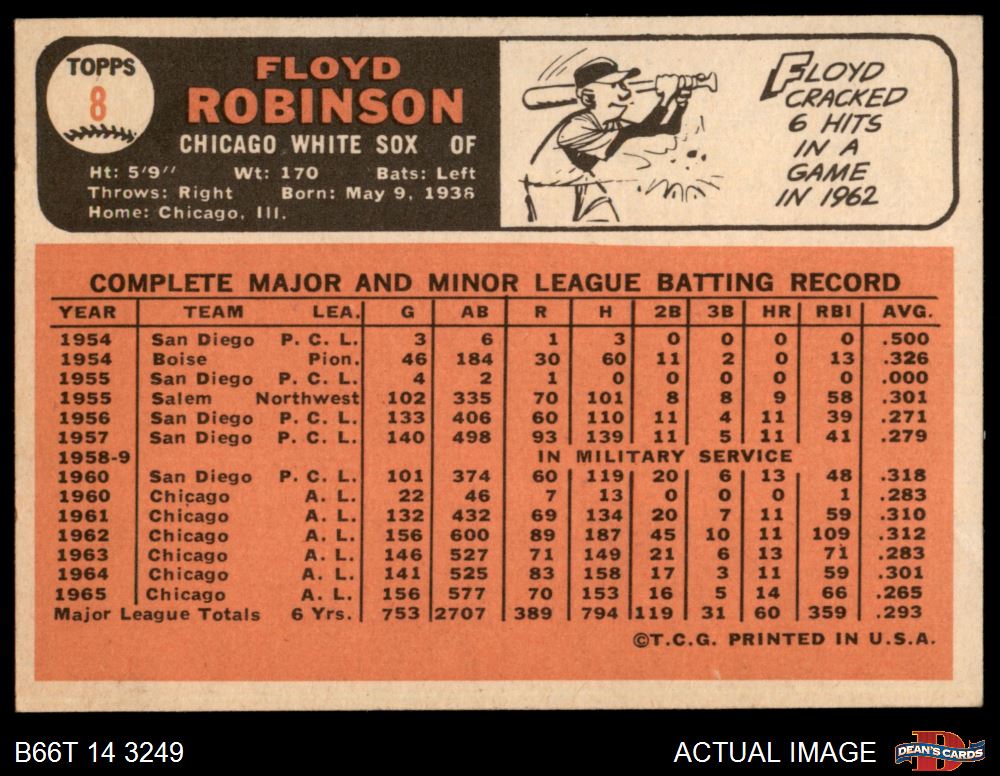 TOPPS
8
FLOYD
ROBINSON
CHICAGO WHITE SOX OF
Ht: 5'9" Wt: 170 Bats: Left
Throws: Right Born: May 9, 1936
Home: Chicago, Ill.
FLOYD
CRACKED
6 HITS
IN A
GAME
IN 1962
COMPLETE MAJOR AND MINOR LEAGUE BATTING RECORD
YEAR TEAM LEA. G AB R H 2B 3B HR RBI AVG.
1954 San Diego P. C. L. 3 6 1 3 0 0 0 0 .500
1954 Boise Pion. 46 184 30 60 11 2 0 13 .326
1955 San Diego P. C. L. 4 2 1 0 0 0 0 0 .000
1955 Salem Northwest 102 335 70 101 8 8 9 58 .301
1956 San Diego P. C. L. 133 406 60 110 11 4 11 39 .271
1957 San Diego P. C. L. 140 498 93 139 11 5 11 41 .279
1958-9 IN MILITARY SERVICE
1960 San Diego P. C. L. 101 374 60 119 20 6 13 48 .318
1960 Chicago A. L. 22 46 7 13 0 0 0 1 .283
1961 Chicago A. L. 132 432 69 134 20 7 11 59 .310
1962 Chicago A. L. 156 600 89 187 45 10 11 109 .312
1963 Chicago A. L. 146 527 71 149 21 6 13 71 .283
1964 Chicago A. L. 141 525 83 158 17 3 11 59 .301
1965 Chicago A. L. 156 577 70 153 16 5 14 66 .265
Major League Totals 6 Yrs. 753 2707 389 794 119 31 60 359 .293
©T.C.G. PRINTED IN U.S.A.
B66T 14 3249
ACTUAL IMAGE
DEAN'S CARDS